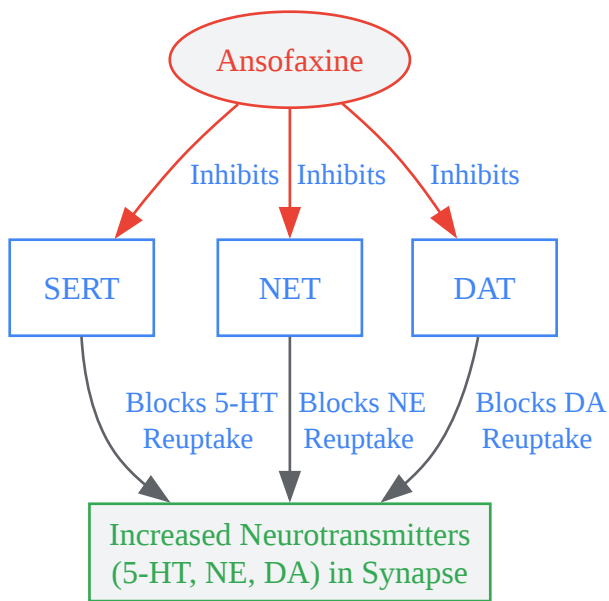 Ansofaxine
Inhibits
Inhibits
Inhibits
SERT
NET
DAT
Blocks 5-HT
Reuptake
Blocks NE
Reuptake
Blocks DA
Reuptake
Increased Neurotransmitters
(5-HT, NE, DA) in Synapse